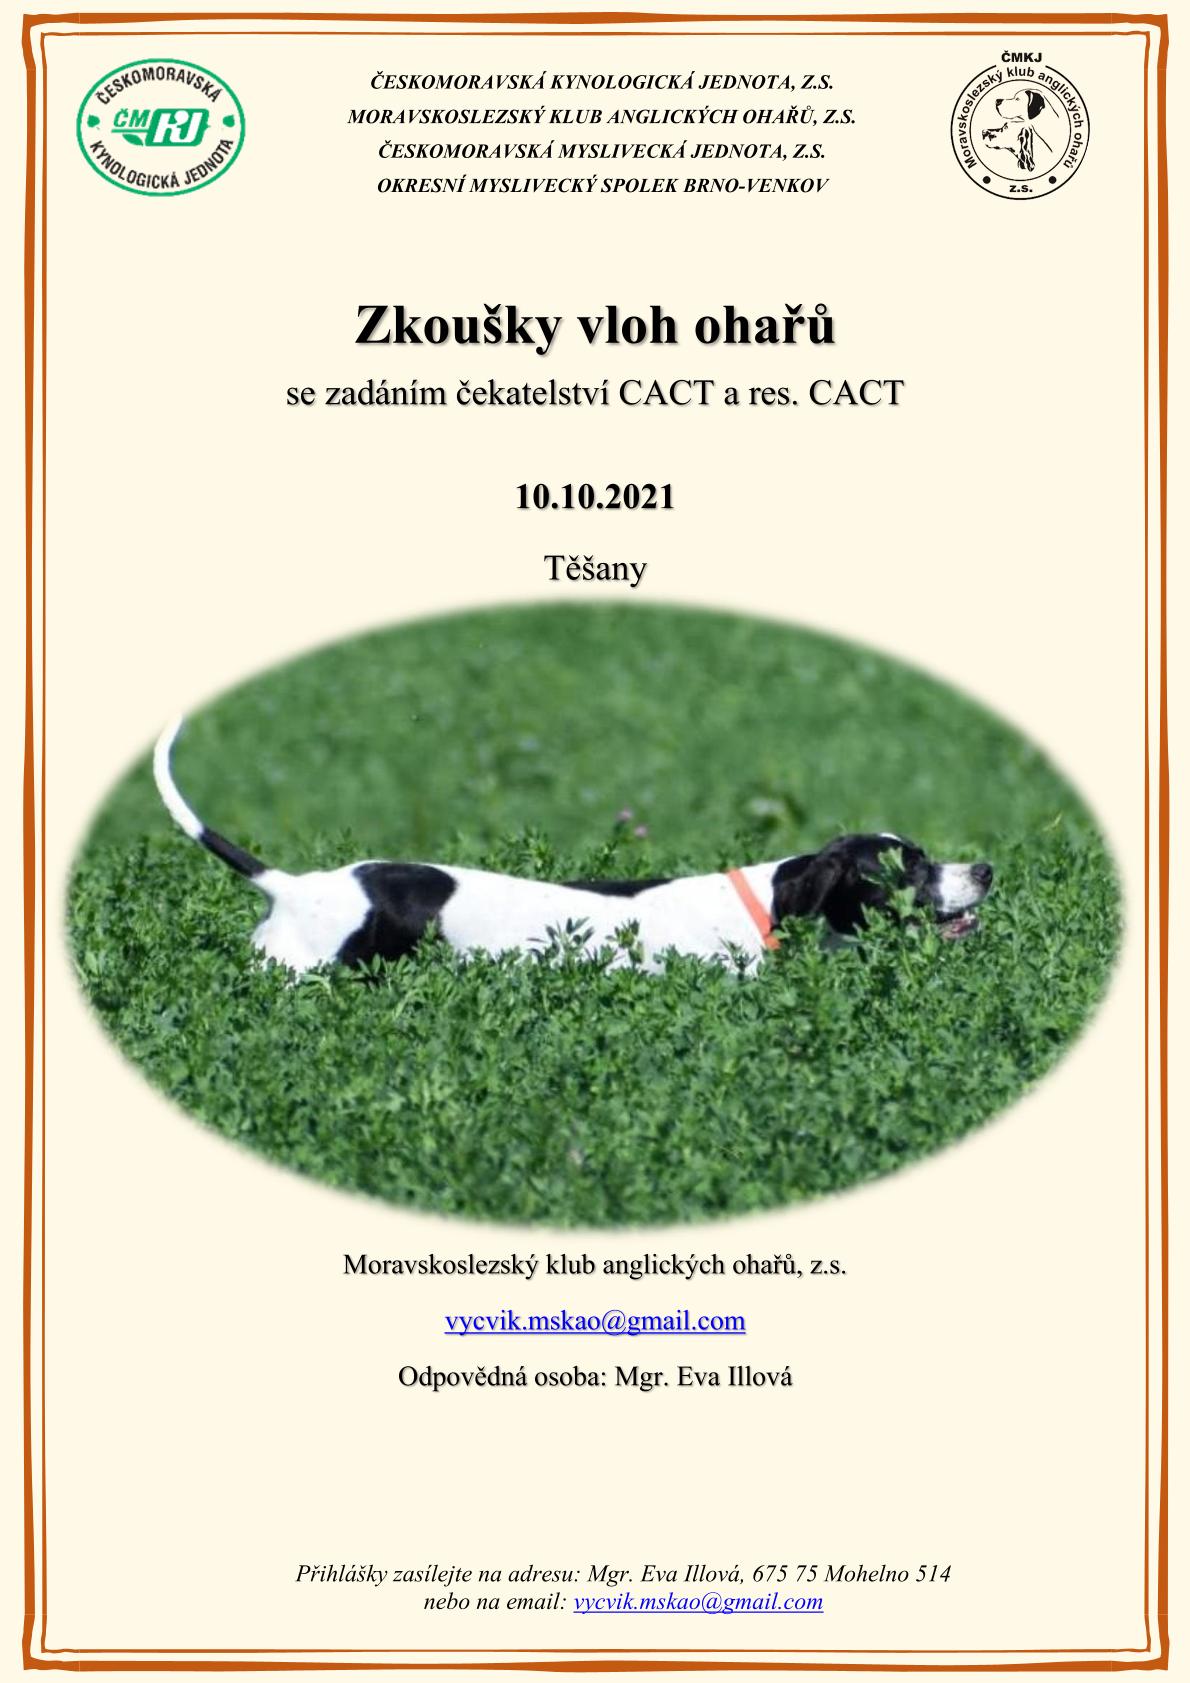 ČESKOMORAVSKÁ KYNOLOGICKÁ JEDNOTA, Z.S.
MORAVSKOSLEZSKÝ KLUB ANGLICKÝCH OHAŘŮ, Z.S.
ČESKOMORAVSKÁ MYSLIVECKÁ JEDNOTA, Z.S.
OKRESNÍ MYSLIVECKÝ SPOLEK BRNO-VENKOV
ČESKOMORAVSKÁ
ČMKJ
KYNOLOGICKÁ JEDNOTA
ČMKJ
Moravskoslezský klub anglických ohařů
z.s.
Zkoušky vloh ohařů
se zadáním čekatelství CACT a res. CACT
10.10.2021
Těšany
Moravskoslezský klub anglických ohařů, z.s.
vycvik.mskao@gmail.com
Odpovědná osoba: Mgr. Eva Illová
Přihlášky zasílejte na adresu: Mgr. Eva Illová, 675 75 Mohelno 514
nebo na email: vycvik.mskao@gmail.com